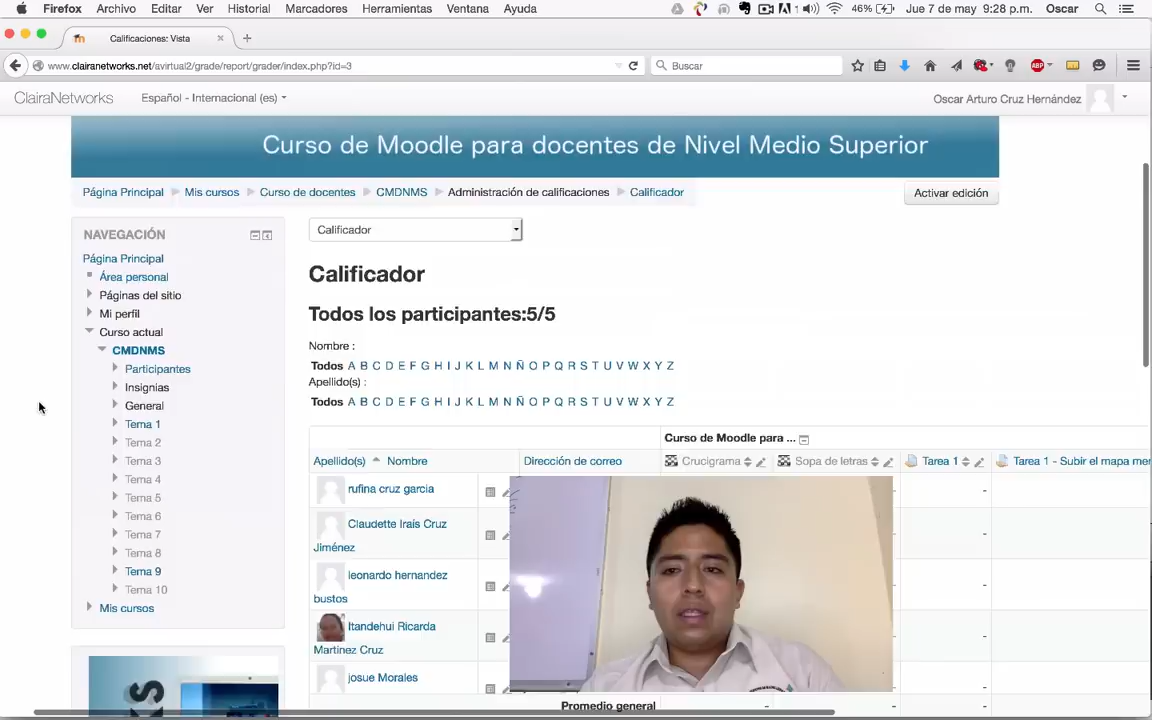 Firefox Archivo Editar Ver Historial Marcadores Herramientas Ventana Ayuda 46% Jue 7 de may 9:28 p.m. Oscar
Calificaciones: Vista
www.clairanetworks.net/avirtual2/grade/report/grader/index.php?id=3 Buscar ABP
ClairaNetworks Español - Internacional (es) Oscar Arturo Cruz Hernández
Curso de Moodle para docentes de Nivel Medio Superior
Página Principal Mis cursos Curso de docentes CMDNMS Administración de calificaciones Calificador Activar edición
NAVEGACIÓN
Página Principal
Área personal
Páginas del sitio
Mi perfil
Curso actual
CMDNMS
Participantes
Insignias
General
Tema 1
Tema 2
Tema 3
Tema 4
Tema 5
Tema 6
Tema 7
Tema 8
Tema 9
Tema 10
Mis cursos
Calificador
Calificador
Todos los participantes:5/5
Nombre :
Todos A B C D E F G H I J K L M N Ñ O P Q R S T U V W X Y Z
Apellido(s) :
Todos A B C D E F G H I J K L M N Ñ O P Q R S T U V W X Y Z
Curso de Moodle para ...
Apellido(s) Nombre Dirección de correo Crucigrama Sopa de letras Tarea 1 Tarea 1 - Subir el mapa mer
rufina cruz garcia - -
Claudette Irais Cruz
Jiménez - -
leonardo hernandez
bustos - -
Itandehui Ricarda
Martinez Cruz - -
josue Morales - -
Promedio general - - -